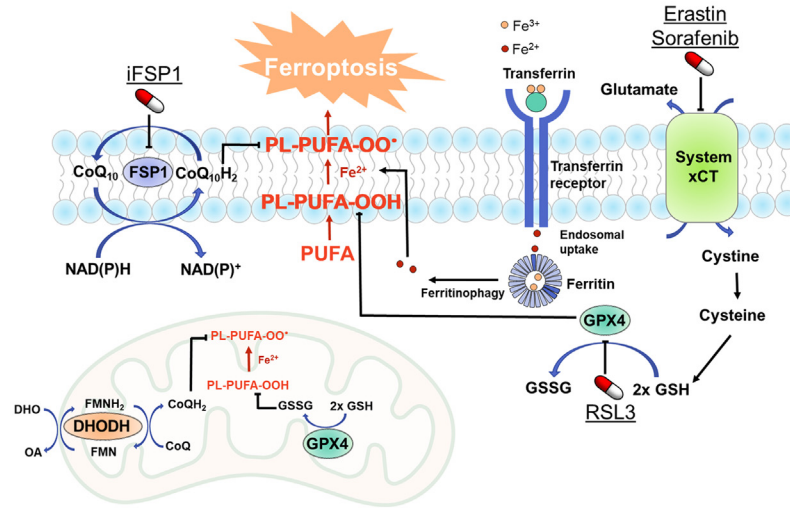 Erastin
Sorafenib
iFSP1
Ferroptosis
Fe3+
Fe2+
Transferrin
Glutamate
CoQ10
FSP1
CoQ10H2
PL-PUFA-OO•
Fe2+
PL-PUFA-OOH
PUFA
Transferrin
receptor
System
xCT
NAD(P)H
NAD(P)+
Endosomal
uptake
Ferritinophagy
Ferritin
Cystine
Cysteine
GPX4
GSSG
2x GSH
RSL3
PL-PUFA-OO•
Fe2+
PL-PUFA-OOH
DHO
FMNH2
CoQH2
GSSG
2x GSH
DHODH
GPX4
OA
FMN
CoQ